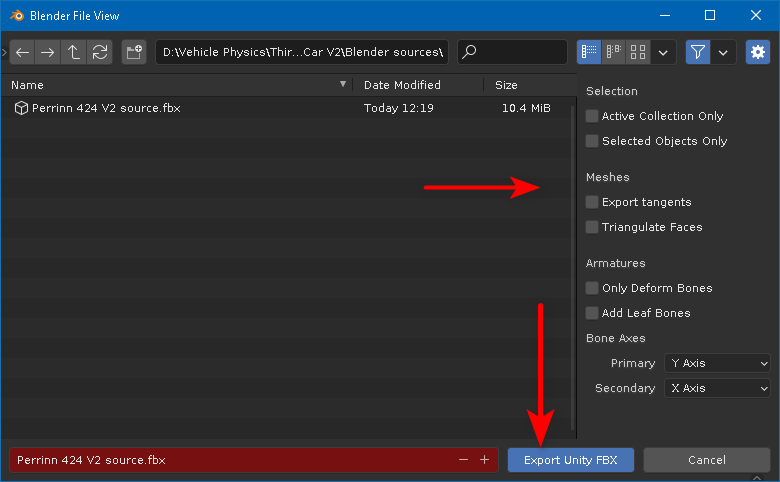 Blender File View
D:\Vehicle Physics\Thir...Car V2\Blender sources\
Name Date Modified Size
Perrinn 424 V2 source.fbx Today 12:19 10.4 MiB
Selection
Active Collection Only
Selected Objects Only
Meshes
Export tangents
Triangulate Faces
Armatures
Only Deform Bones
Add Leaf Bones
Bone Axes
Primary Y Axis
Secondary X Axis
Perrinn 424 V2 source.fbx
Export Unity FBX
Cancel